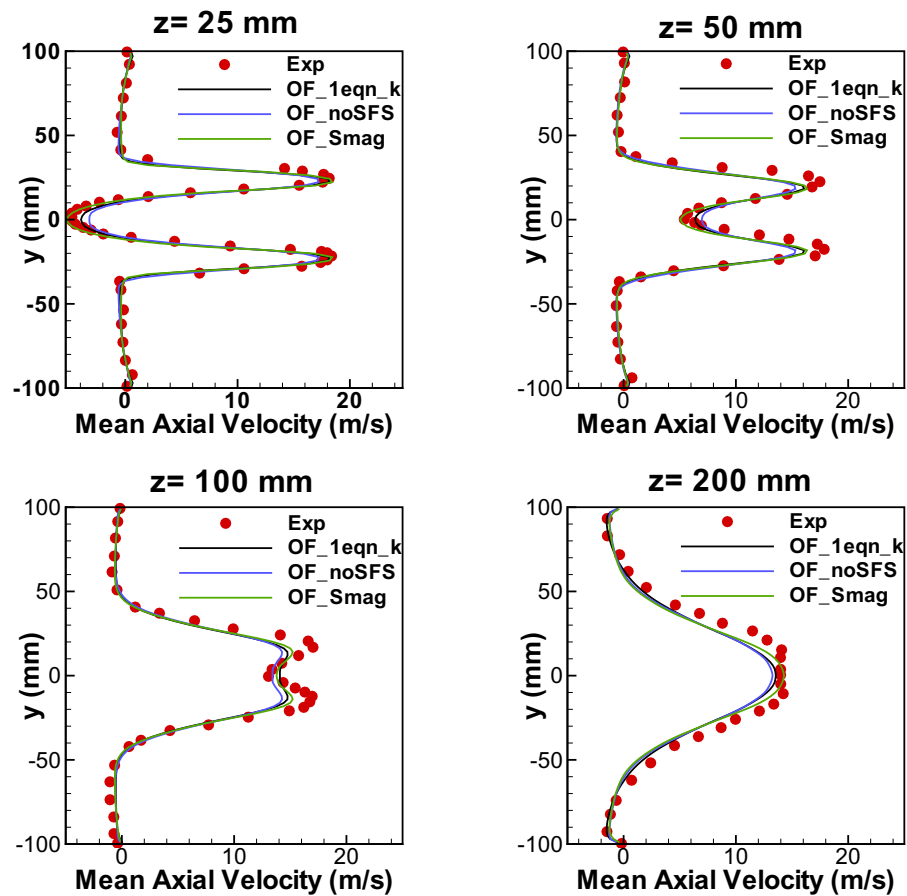 z= 25 mm
100
50
0
-50
-100
y (mm)
Exp
OF_1eqn_k
OF_noSFS
OF_Smag
0
10
20
Mean Axial Velocity (m/s)
z= 50 mm
100
50
0
-50
-100
y (mm)
Exp
OF_1eqn_k
OF_noSFS
OF_Smag
0
10
20
Mean Axial Velocity (m/s)
z= 100 mm
100
50
0
-50
-100
y (mm)
Exp
OF_1eqn_k
OF_noSFS
OF_Smag
0
10
20
Mean Axial Velocity (m/s)
z= 200 mm
100
50
0
-50
-100
y (mm)
Exp
OF_1eqn_k
OF_noSFS
OF_Smag
0
10
20
Mean Axial Velocity (m/s)